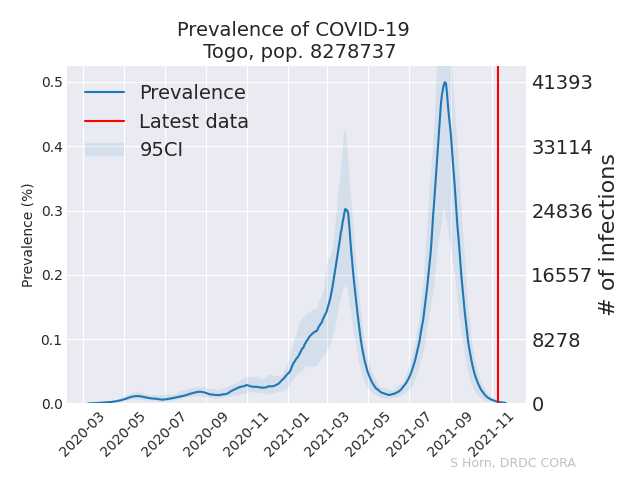 Prevalence of COVID-19
Togo, pop. 8278737
Prevalence
Latest data
95CI
Prevalence (%)
0.5
0.4
0.3
0.2
0.1
0.0
41393
33114
24836
16557
8278
0
# of infections
2020-03
2020-05
2020-07
2020-09
2020-11
2021-01
2021-03
2021-05
2021-07
2021-09
2021-11
S Horn, DRDC CORA